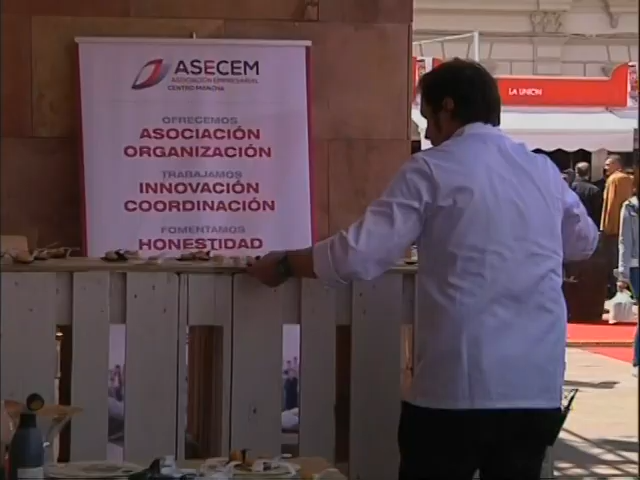 ASECEM
ASOCIACIÓN EMPRESARIAL
CENTRO MANCHA
OFRECEMOS
ASOCIACIÓN
ORGANIZACIÓN
TRABAJAMOS
INNOVACIÓN
COORDINACIÓN
FOMENTAMOS
HONESTIDAD
LA UNION